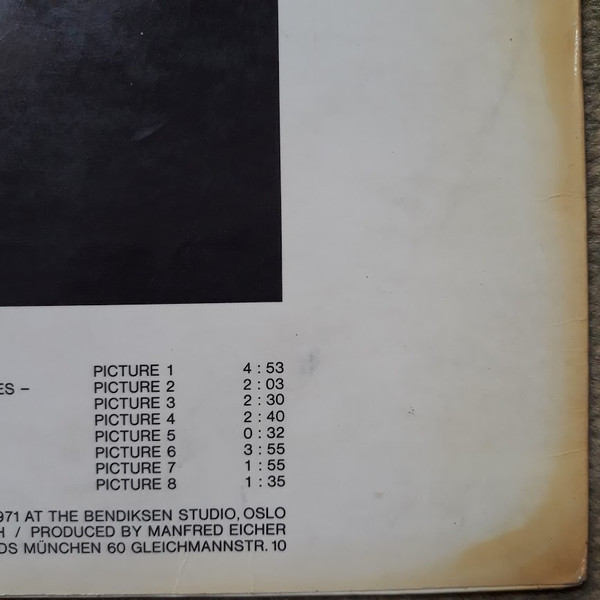 PICTURE 1 4 : 53
ES – PICTURE 2 2 : 03
PICTURE 3 2 : 30
PICTURE 4 2 : 40
PICTURE 5 0 : 32
PICTURE 6 3 : 55
PICTURE 7 1 : 55
PICTURE 8 1 : 35
971 AT THE BENDIKSEN STUDIO, OSLO
H / PRODUCED BY MANFRED EICHER
DS MÜNCHEN 60 GLEICHMANNSTR. 10